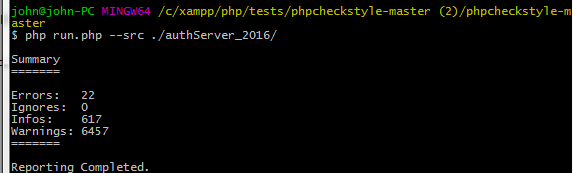 john@john-PC MINGW64 /c/xampp/php/tests/phpcheckstyle-master (2)/phpcheckstyle-m
aster
$ php run.php --src ./authServer_2016/
Summary
=======
Errors: 22
Ignores: 0
Infos: 617
Warnings: 6457
=======
Reporting Completed.